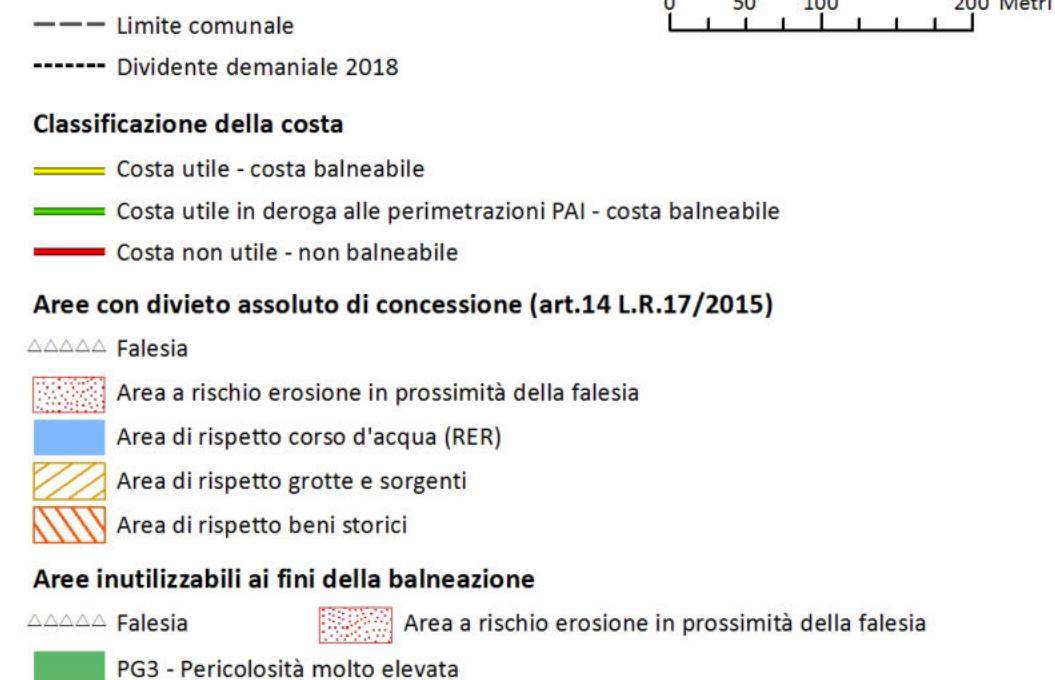 0 50 100 200 Metri
Limite comunale
Dividente demaniale 2018
Classificazione della costa
Costa utile - costa balneabile
Costa utile in deroga alle perimetrazioni PAI - costa balneabile
Costa non utile - non balneabile
Aree con divieto assoluto di concessione (art.14 L.R.17/2015)
Falesia
Area a rischio erosione in prossimità della falesia
Area di rispetto corso d'acqua (RER)
Area di rispetto grotte e sorgenti
Area di rispetto beni storici
Aree inutilizzabili ai fini della balneazione
Falesia Area a rischio erosione in prossimità della falesia
PG3 - Pericolosità molto elevata